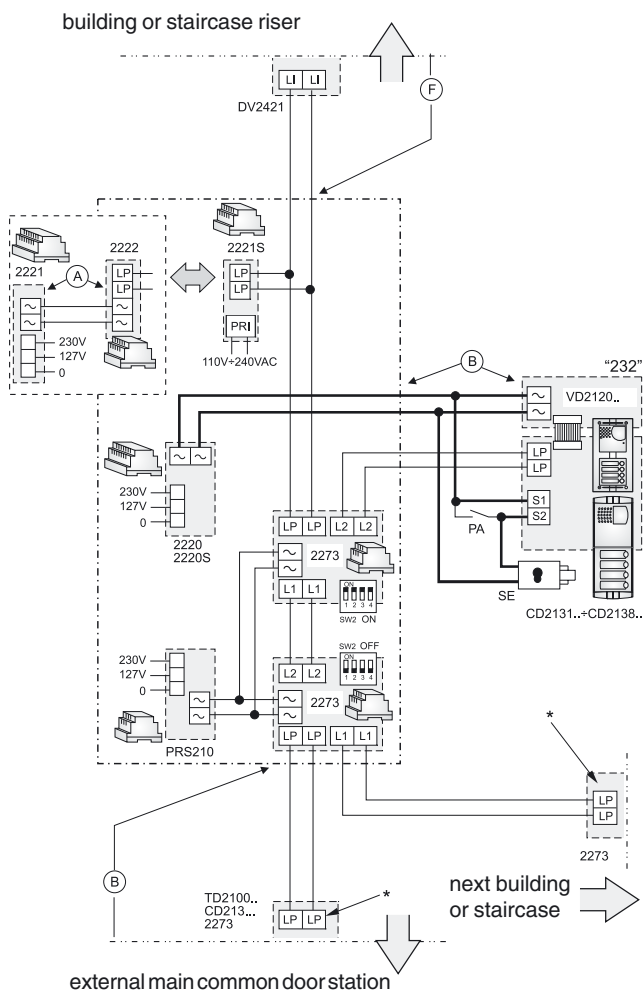 building or staircase riser
LI LI
DV2421
F
2221S
2221
2222
A
LP
LP
LP
LP
~
~
~
~
PRI
230V
127V
0
110V÷240VAC
B
"232"
~
~
VD2120..
~ ~
LP
LP
230V
127V
0
S1
S2
PA
2220
2220S
LP LP L2 L2
~
~
2273
L1 L1
ON
1 2 3 4
SW2 ON
SE
CD2131..÷CD2138..
SW2 OFF
ON
1 2 3 4
230V
127V
0
L2 L2
~
~
~
~
2273
LP LP L1 L1
PRS210
*
LP
LP
2273
B
TD2100..
CD213...
2273
*
LP LP
next building
or staircase
external main common door station